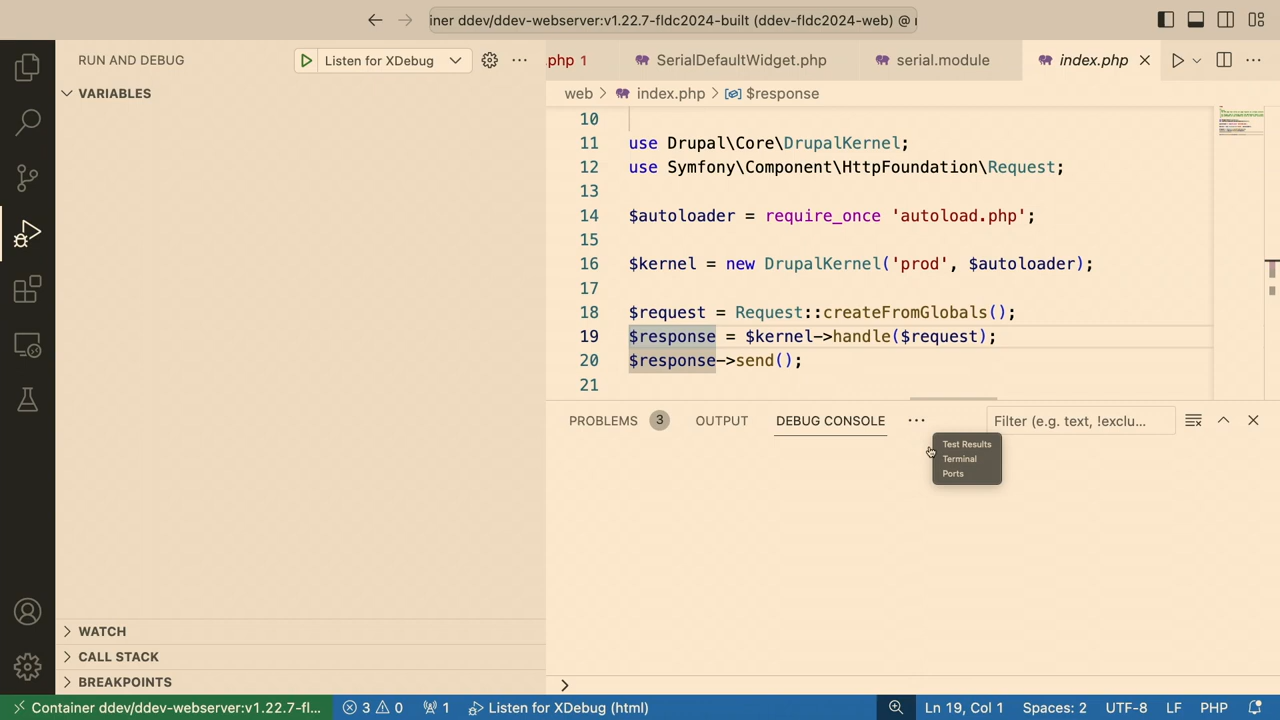 iner ddev/ddev-webserver:v1.22.7-fldc2024-built (ddev-fldc2024-web) @
RUN AND DEBUG
Listen for XDebug
.php 1
SerialDefaultWidget.php
serial.module
index.php
VARIABLES
web > index.php > $response
10
11 use Drupal\Core\DrupalKernel;
12 use Symfony\Component\HttpFoundation\Request;
13
14 $autoloader = require_once 'autoload.php';
15
16 $kernel = new DrupalKernel('prod', $autoloader);
17
18 $request = Request::createFromGlobals();
19 $response = $kernel->handle($request);
20 $response->send();
21
PROBLEMS 3 OUTPUT DEBUG CONSOLE ··· Filter (e.g. text, !exclu...
Test Results
Terminal
Ports
WATCH
CALL STACK
BREAKPOINTS
Container ddev/ddev-webserver:v1.22.7-fl... 3 0 1 Listen for XDebug (html) Ln 19, Col 1 Spaces: 2 UTF-8 LF PHP